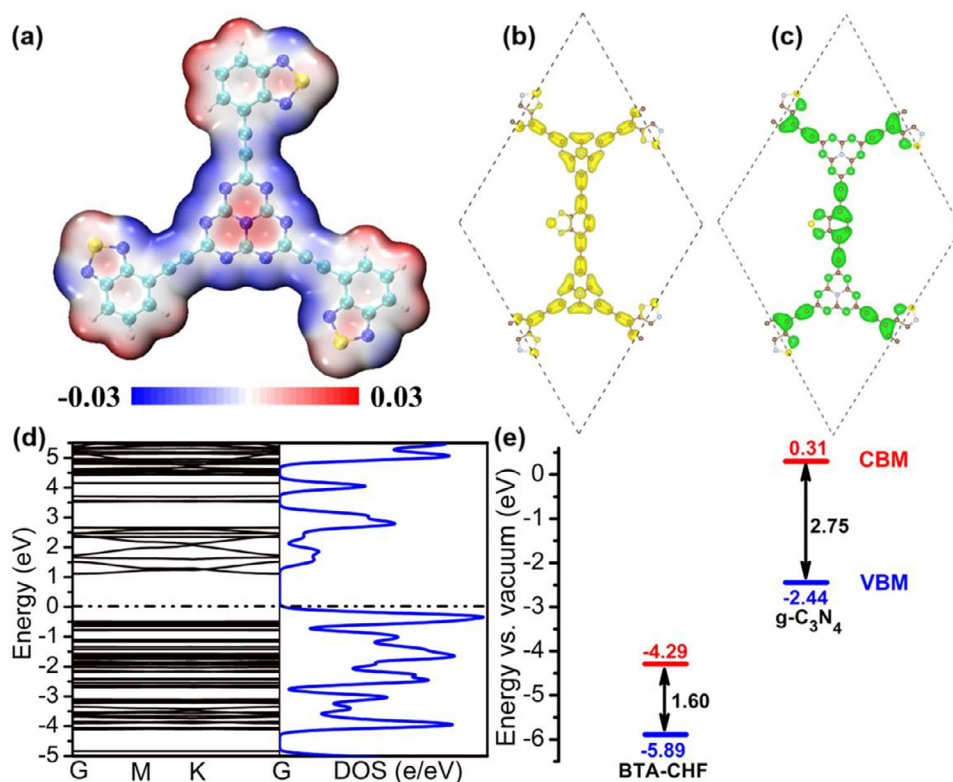 (a)
(b)
(c)
-0.03
0.03
(d)
Energy (eV)
5
4
3
2
1
0
-1
-2
-3
-4
-5
G
M
K
G
DOS (e/eV)
(e)
Energy vs. vacuum (eV)
0
-1
-2
-3
-4
-5
-6
0.31
CBM
2.75
VBM
-2.44
g-C₃N₄
-4.29
1.60
-5.89
BTA-CHF